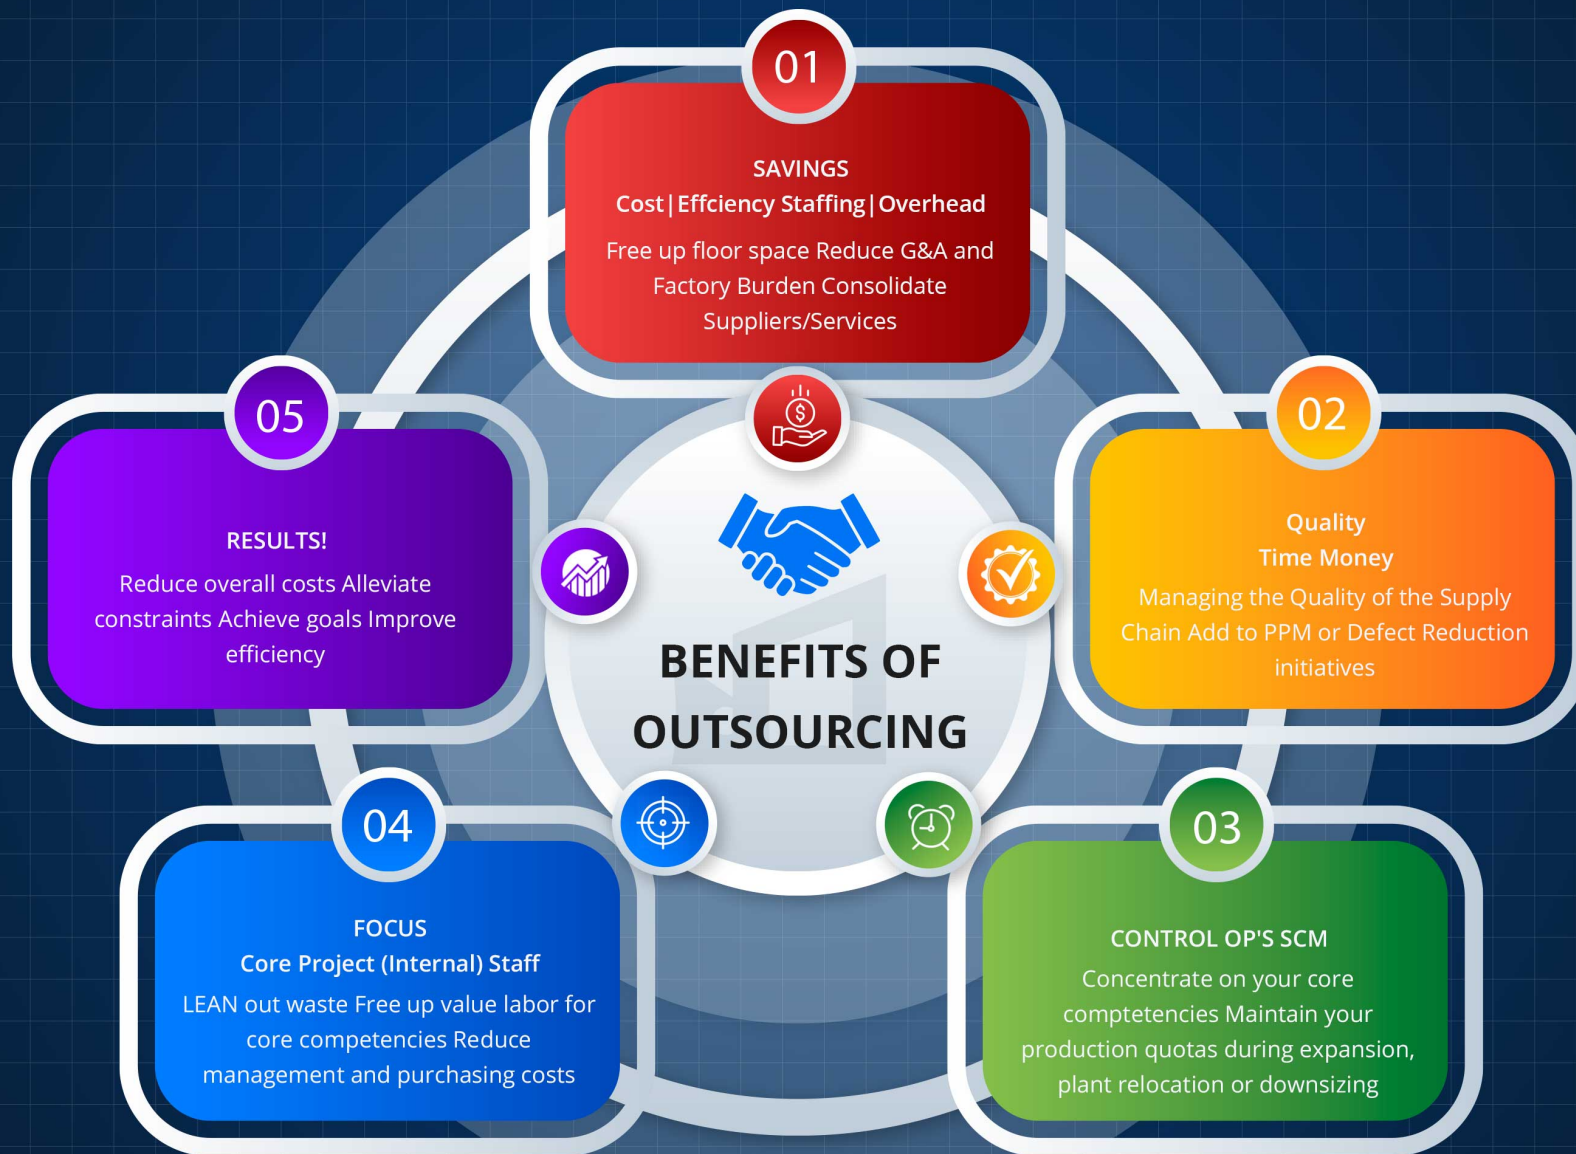 01
SAVINGS
Cost|Effciency Staffing|Overhead
Free up floor space Reduce G&A and
Factory Burden Consolidate
Suppliers/Services
02
Quality
Time Money
Managing the Quality of the Supply
Chain Add to PPM or Defect Reduction
initiatives
03
CONTROL OP'S SCM
Concentrate on your core
comptetencies Maintain your
production quotas during expansion,
plant relocation or downsizing
04
FOCUS
Core Project (Internal) Staff
LEAN out waste Free up value labor for
core competencies Reduce
management and purchasing costs
05
RESULTS!
Reduce overall costs Alleviate
constraints Achieve goals Improve
efficiency
$
BENEFITS OF
OUTSOURCING